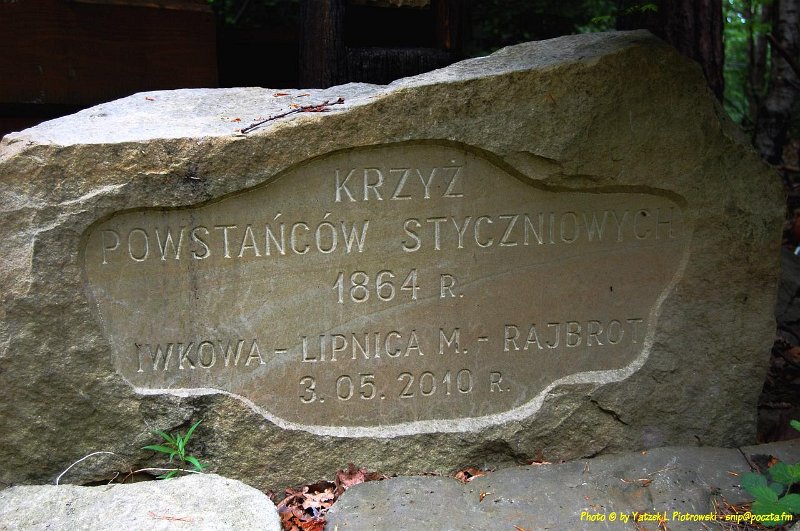 KRZYŻ
POWSTAŃCÓW STYCZNIOWYCH
1864 R.
IWKOWA - LIPNICA M. - RAJBROT
3.05.2010 R.
Photo © by Yatzek L. Piotrowski - snip@poczta.fm